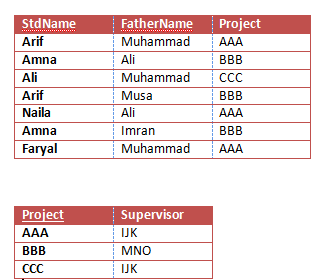 StdName FatherName Project
Arif Muhammad AAA
Amna Ali BBB
Ali Muhammad CCC
Arif Musa BBB
Naila Ali AAA
Amna Imran BBB
Faryal Muhammad AAA
Project Supervisor
AAA IJK
BBB MNO
CCC IJK